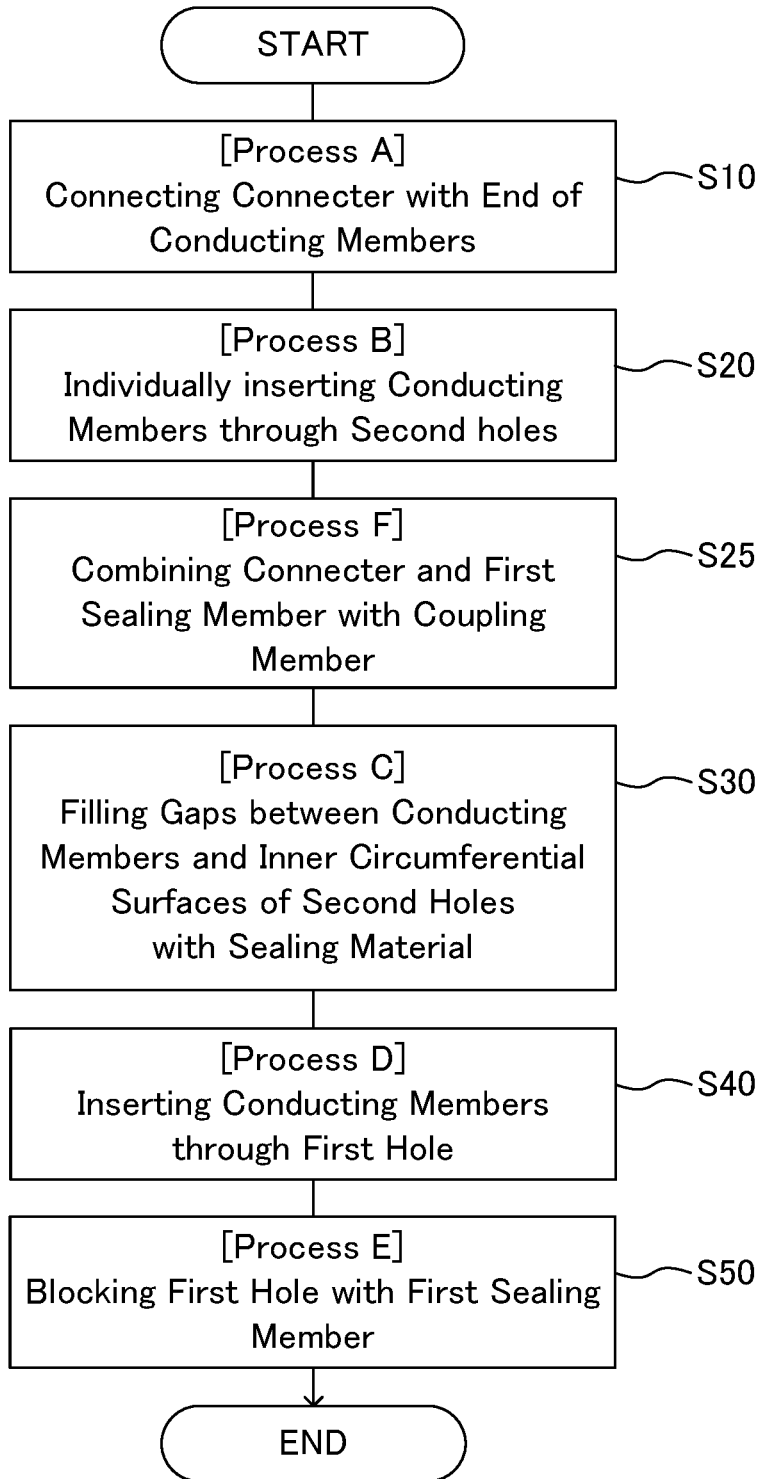 START
[Process A]
Connecting Connecter with End of
Conducting Members
S10
[Process B]
Individually inserting Conducting
Members through Second holes
S20
[Process F]
Combining Connecter and First
Sealing Member with Coupling
Member
S25
[Process C]
Filling Gaps between Conducting
Members and Inner Circumferential
Surfaces of Second Holes
with Sealing Material
S30
[Process D]
Inserting Conducting Members
through First Hole
S40
[Process E]
Blocking First Hole with First Sealing
Member
S50
END